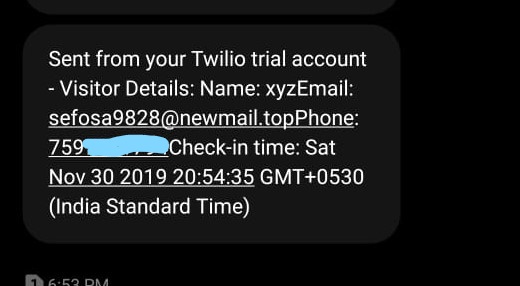 Sent from your Twilio trial account
- Visitor Details: Name: xyzEmail:
sefosa9828@newmail.topPhone:
759 Check-in time: Sat
Nov 30 2019 20:54:35 GMT+0530
(India Standard Time)
1 6:53 PM